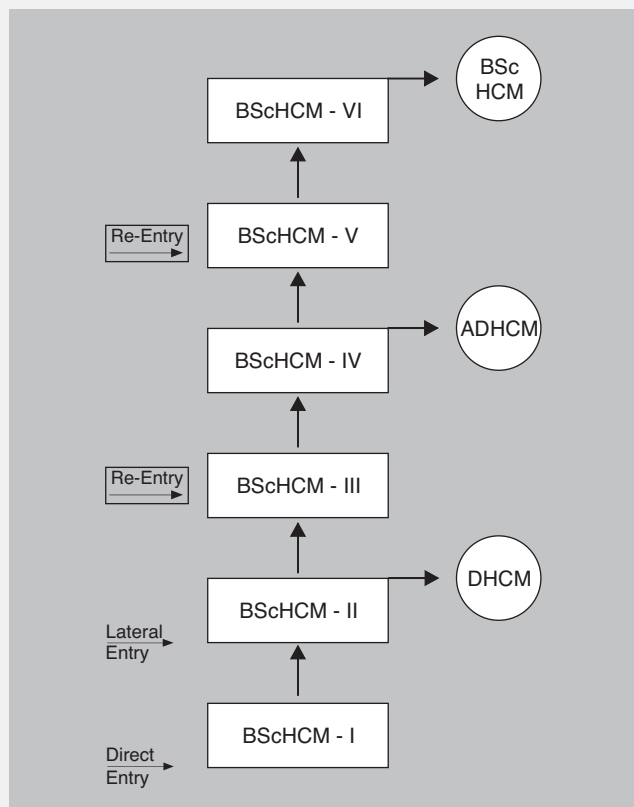 BSc
HCM
BScHCM - VI
Re-Entry
BScHCM - V
ADHCM
BScHCM - IV
Re-Entry
BScHCM - III
DHCM
BScHCM - II
Lateral
Entry
BScHCM - I
Direct
Entry